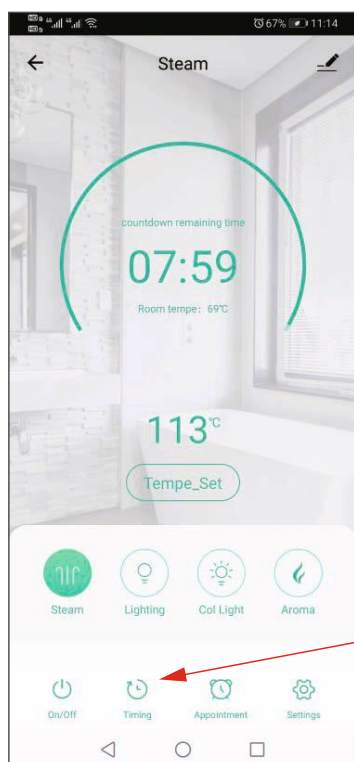 67% 11:14
Steam
countdown remaining time
07:59
Room tempe: 69℃
113℃
Tempe_Set
Steam Lighting Col Light Aroma
On/Off Timing Appointment Settings